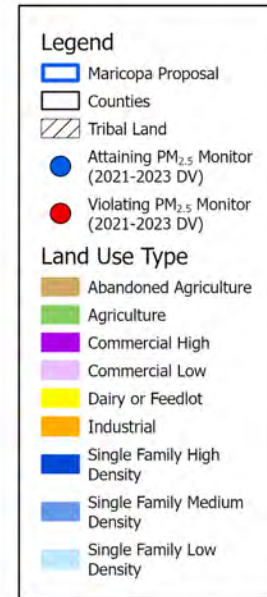 Legend
Maricopa Proposal
Counties
Tribal Land
Attaining PM2.5 Monitor
(2021-2023 DV)
Violating PM2.5 Monitor
(2021-2023 DV)
Land Use Type
Abandoned Agriculture
Agriculture
Commercial High
Commercial Low
Dairy or Feedlot
Industrial
Single Family High
Density
Single Family Medium
Density
Single Family Low
Density